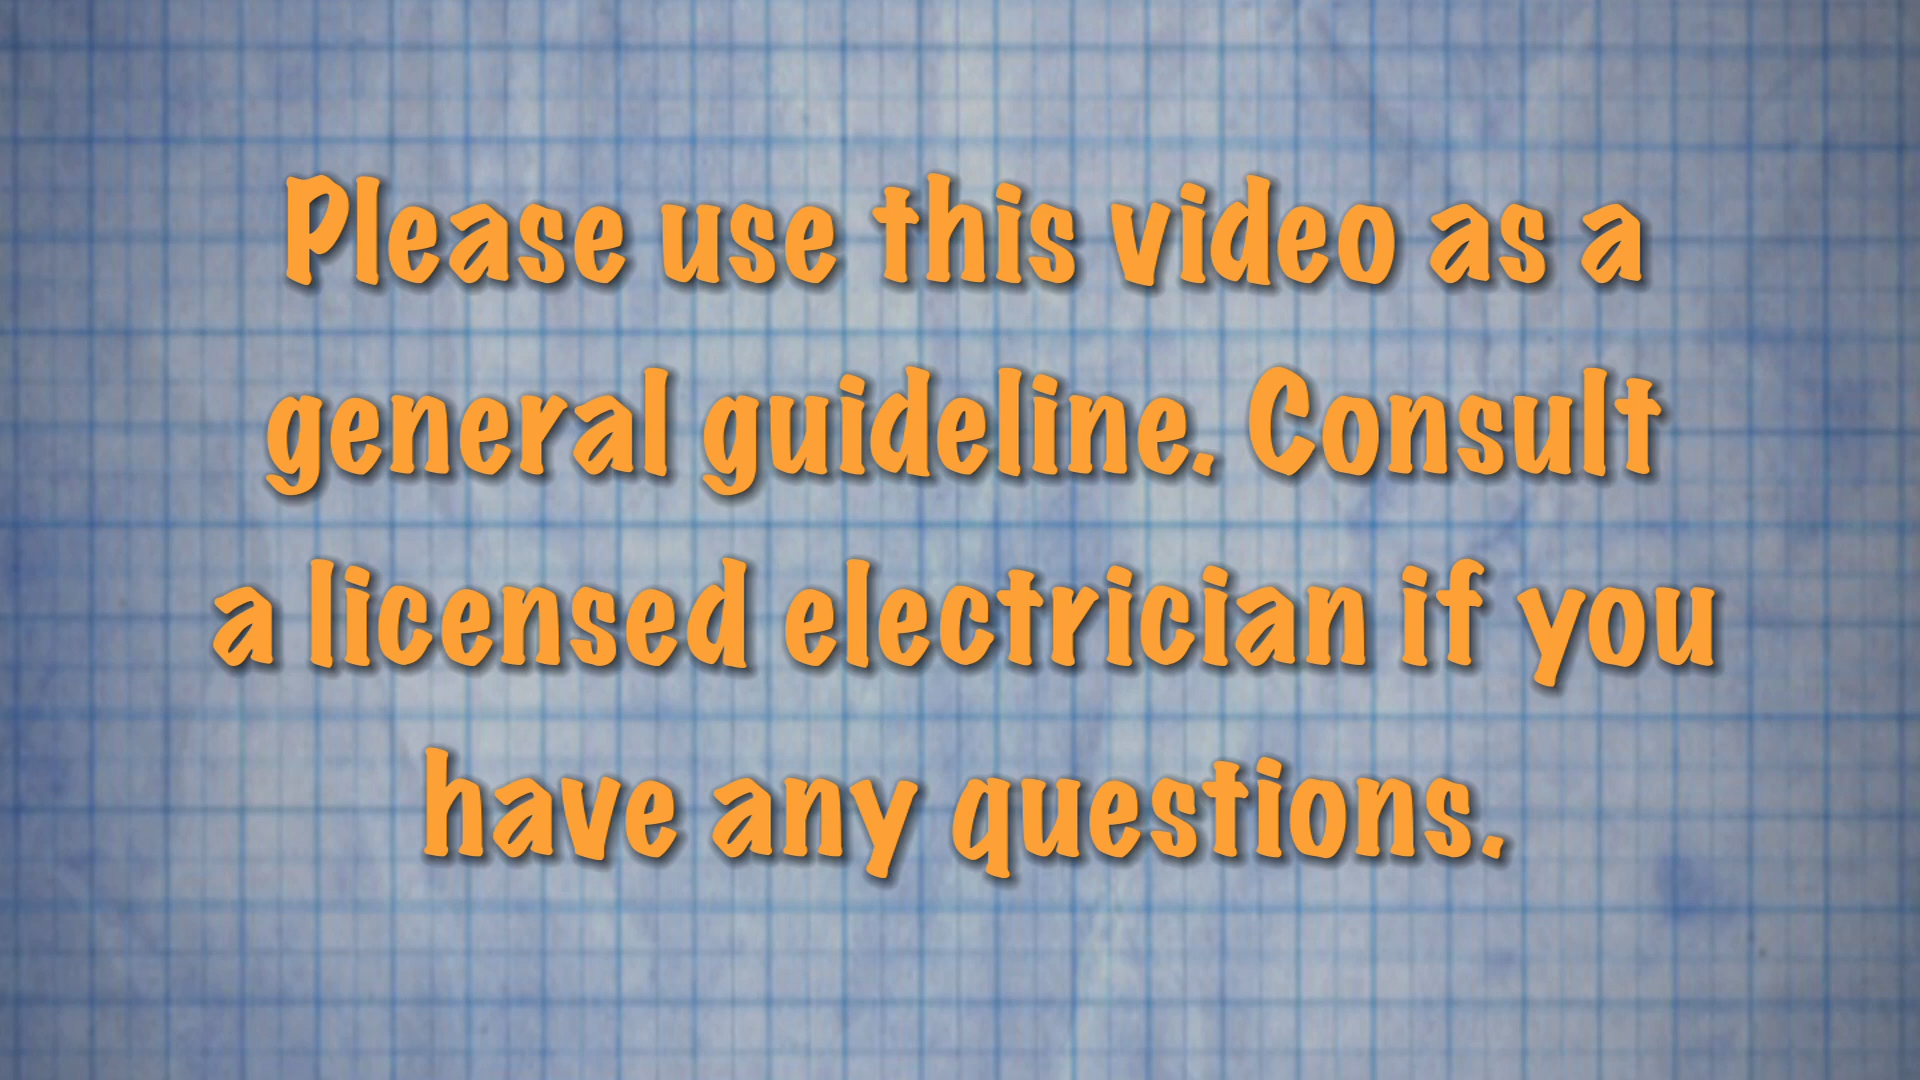 Please use this video as a
general guideline. Consult
a licensed electrician if you
have any questions.